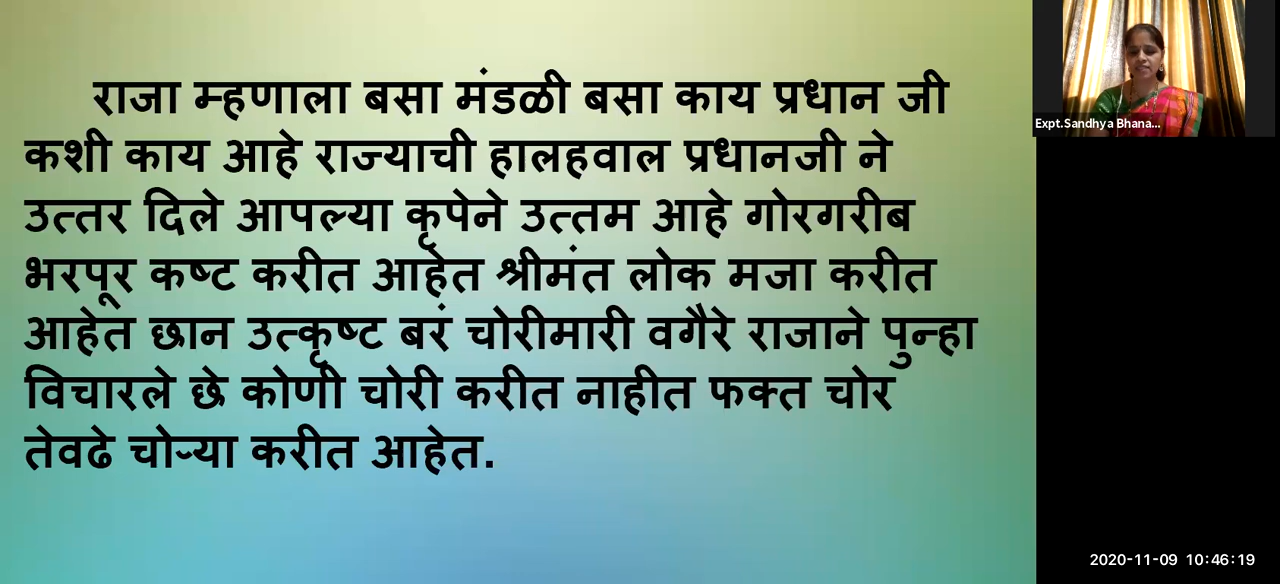 राजा म्हणाला बसा मंडळी बसा काय प्रधान जी
कशी काय आहे राज्याची हालहवाल प्रधानजी ने
उत्तर दिले आपल्या कृपेने उत्तम आहे गोरगरीब
भरपूर कष्ट करीत आहेत श्रीमंत लोक मजा करीत
आहेत छान उत्कृष्ट बरं चोरीमारी वगैरे राजाने पुन्हा
विचारले छे कोणी चोरी करीत नाहीत फक्त चोर
तेवढे चोऱ्या करीत आहेत.
Expt.Sandhya Bhana...
2020-11-09 10:46:19